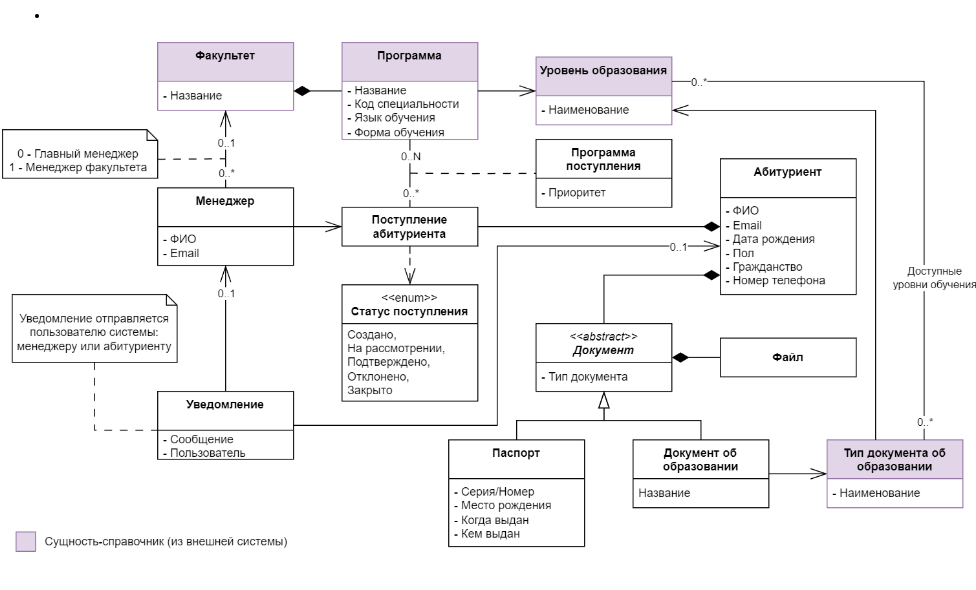 Факультет
- Название
Программа
- Название
- Код специальности
- Язык обучения
- Форма обучения
Уровень образования
- Наименование
0..*
0 - Главный менеджер
1 - Менеджер факультета
0..1
0..*
0..N
0..*
Программа
поступления
- Приоритет
Абитуриент
- ФИО
- Email
- Дата рождения
- Пол
- Гражданство
- Номер телефона
Менеджер
- ФИО
- Email
Поступление
абитуриента
0..1
Доступные
уровни обучения
0..1
<<enum>>
Статус поступления
Создано,
На рассмотрении,
Подтверждено,
Отклонено,
Закрыто
Уведомление отправляется
пользователю системы:
менеджеру или абитуриенту
<<abstract>>
Документ
- Тип документа
Файл
Уведомление
- Сообщение
- Пользователь
0..*
Паспорт
- Серия/Номер
- Место рождения
- Когда выдан
- Кем выдан
Документ об
образовании
Название
Тип документа об
образовании
- Наименование
Сущность-справочник (из внешней системы)